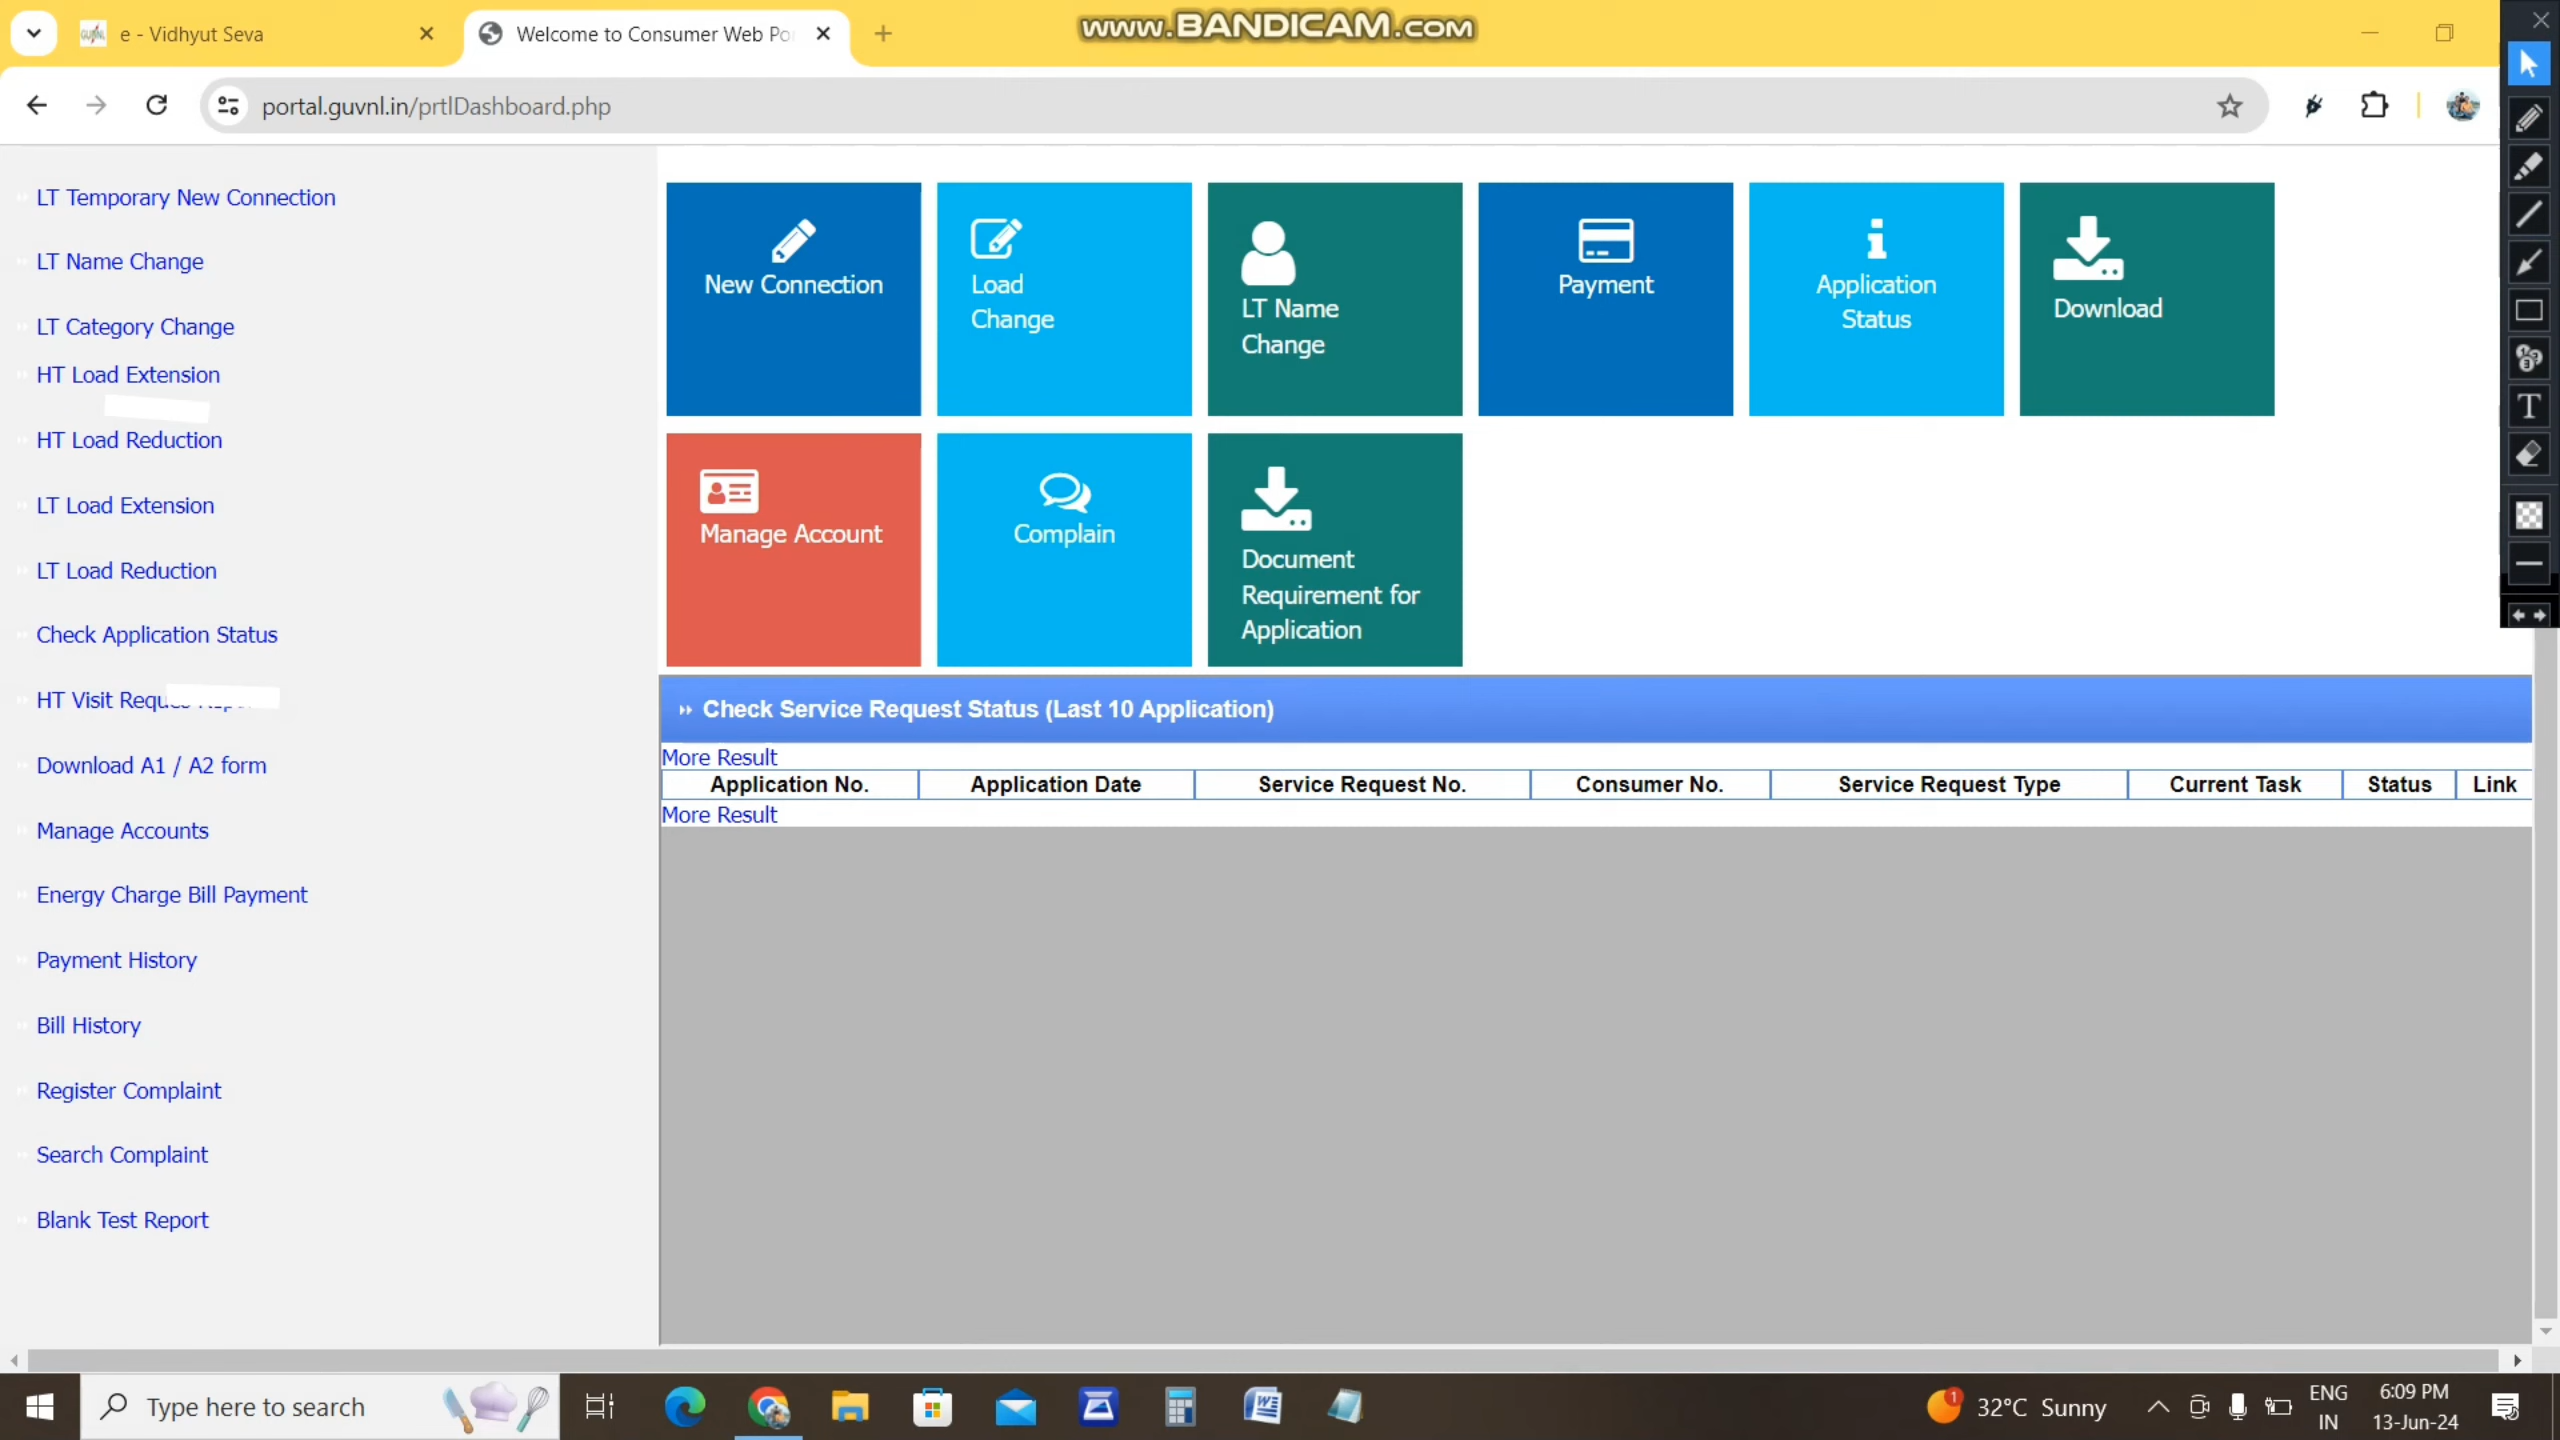 e - Vidhyut Seva
Welcome to Consumer Web Po
www.BANDICAM.com
portal.guvnl.in/prtlDashboard.php
LT Temporary New Connection
LT Name Change
LT Category Change
HT Load Extension
HT Load Reduction
LT Load Extension
LT Load Reduction
Check Application Status
HT Visit
Download A1 / A2 form
Manage Accounts
Energy Charge Bill Payment
Payment History
Bill History
Register Complaint
Search Complaint
Blank Test Report
New Connection
Load
Change
LT Name
Change
Payment
Application
Status
Download
Manage Account
Complain
Document
Requirement for
Application
Check Service Request Status (Last 10 Application)
More Result
Application No. Application Date Service Request No. Consumer No. Service Request Type Current Task Status Link
More Result
Type here to search
1
32°C Sunny
ENG
IN
6:09 PM
13-Jun-24